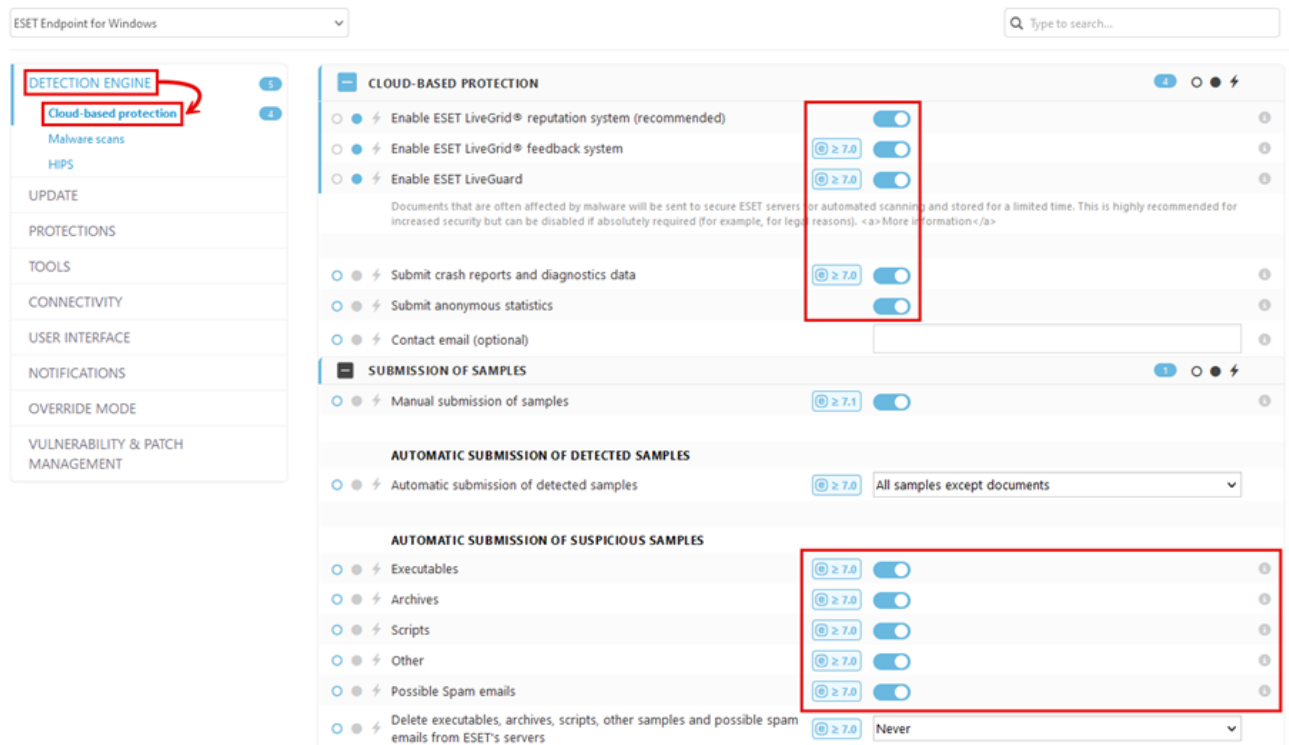 ESET Endpoint for Windows
Type to search...
DETECTION ENGINE 5
Cloud-based protection 4
Malware scans
HIPS
UPDATE
PROTECTIONS
TOOLS
CONNECTIVITY
USER INTERFACE
NOTIFICATIONS
OVERRIDE MODE
VULNERABILITY & PATCH
MANAGEMENT
CLOUD-BASED PROTECTION 4
Enable ESET LiveGrid® reputation system (recommended)
Enable ESET LiveGrid® feedback system ≥ 7.0
Enable ESET LiveGuard ≥ 7.0
Documents that are often affected by malware will be sent to secure ESET servers for automated scanning and stored for a limited time. This is highly recommended for
increased security but can be disabled if absolutely required (for example, for legal reasons). <a>More information</a>
Submit crash reports and diagnostics data ≥ 7.0
Submit anonymous statistics
Contact email (optional)
SUBMISSION OF SAMPLES 1
Manual submission of samples ≥ 7.1
AUTOMATIC SUBMISSION OF DETECTED SAMPLES
Automatic submission of detected samples ≥ 7.0 All samples except documents
AUTOMATIC SUBMISSION OF SUSPICIOUS SAMPLES
Executables ≥ 7.0
Archives ≥ 7.0
Scripts ≥ 7.0
Other ≥ 7.0
Possible Spam emails ≥ 7.0
Delete executables, archives, scripts, other samples and possible spam
emails from ESET's servers ≥ 7.0 Never